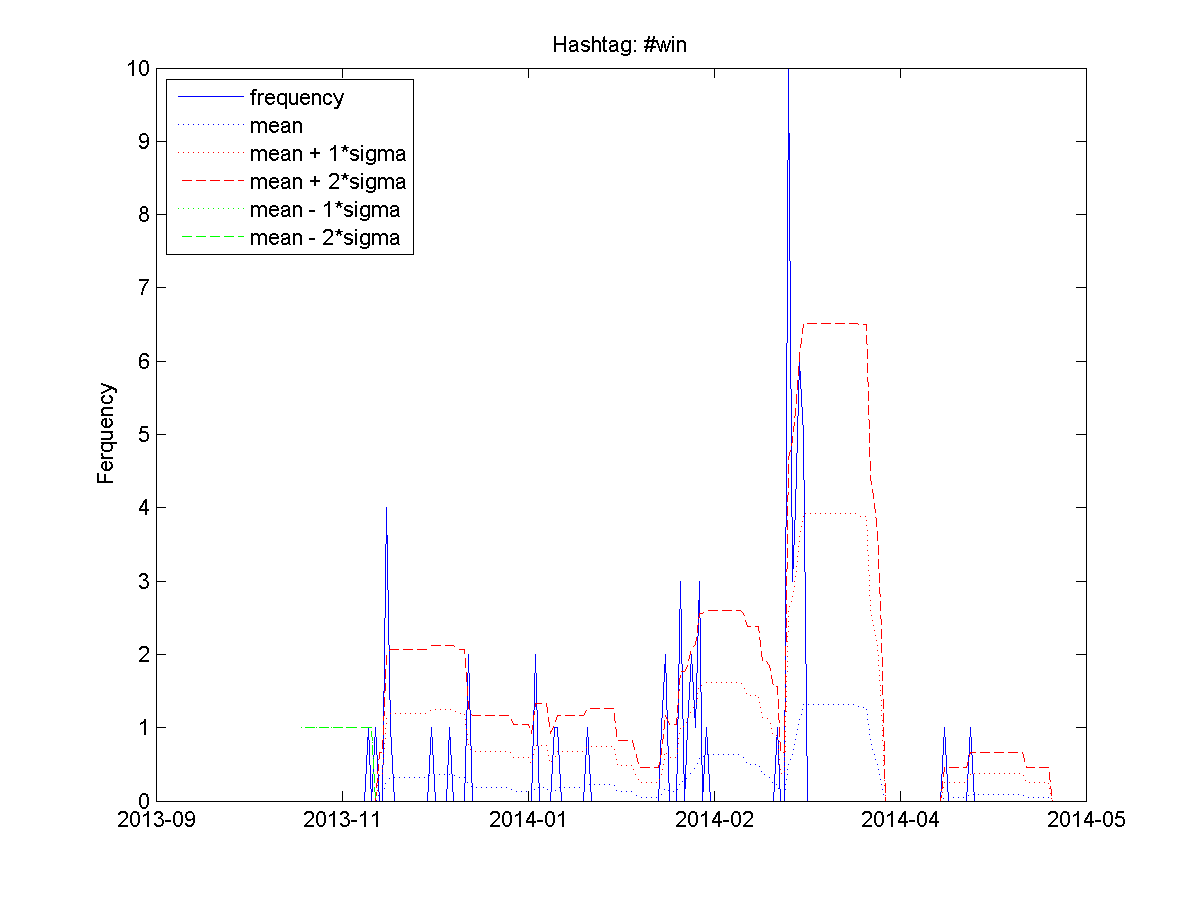 Hashtag: #win
10
9
8
7
6
5
4
3
2
1
0
Ferquency
frequency
mean
mean + 1*sigma
mean + 2*sigma
mean - 1*sigma
mean - 2*sigma
2013-09 2013-11 2014-01 2014-02 2014-04 2014-05